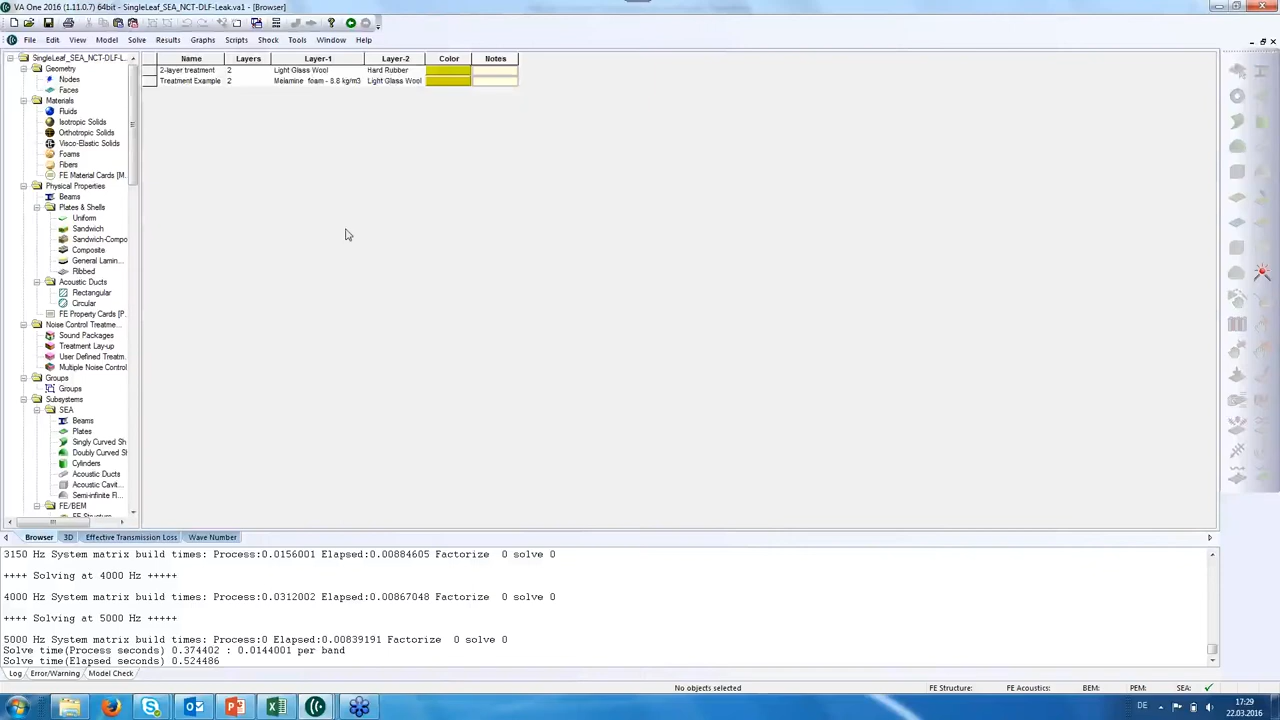 VA One 2016 (11.1.07.0) 64bit - SingleLeaf_SEA_NCT-DLF-Leak.va1 - [Browser]
File Edit View Model Solve Results Graphs Scripts Shock Tools Window Help
SingleLeaf_SEA_NCT-DLF-L...
Geometry
Nodes
Faces
Materials
Fluids
Isotropic Solids
Orthotropic Solids
Visco-Elastic Solids
Foams
Fibers
FE Material Cards [M
Physical Properties
Beams
Plates & Shells
Uniform
Sandwich
Sandwich-Compo
Composite
General Lamin...
Ribbed
Acoustic Ducts
Rectangular
Circular
FE Property Cards [P
Noise Control Treatme...
Sound Packages
Treatment Lay-up
User Defined Treatm.
Multiple Noise Control
Groups
Groups
Subsystems
SEA
Beams
Plates
Singly Curved Sh
Doubly Curved Sh
Cylinders
Acoustic Ducts
Acoustic Cavit...
Semi-infinite Fl...
FE/BEM
Name Layers Layer-1 Layer-2 Color Notes
2-layer treatment 2 Light Glass Wool Hard Rubber
Treatment Example 2 Melamine foam - 8.8 kg/m3 Light Glass Wool
Browser 3D Effective Transmission Loss Wave Number
3150 Hz System matrix build times: Process:0.0156001 Elapsed:0.00884605 Factorize 0 solve 0
++++ Solving at 4000 Hz +++++
4000 Hz System matrix build times: Process:0.0312002 Elapsed:0.00867048 Factorize 0 solve 0
++++ Solving at 5000 Hz +++++
5000 Hz System matrix build times: Process:0 Elapsed:0.00839191 Factorize 0 solve 0
Solve time(Process seconds) 0.374402 : 0.0144001 per band
Solve time(Elapsed seconds) 0.524486
Log Error/Warning Model Check
No objects selected FE Structure: FE Acoustics: BEM: PEM: SEA:
DE 17:29
22.03.2016